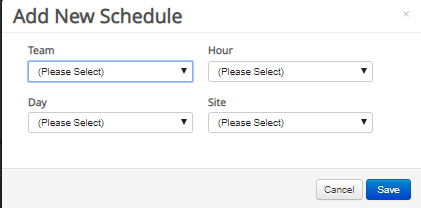 Add New Schedule ×
Team Hour
(Please Select) (Please Select)
Day Site
(Please Select) (Please Select)
Cancel Save